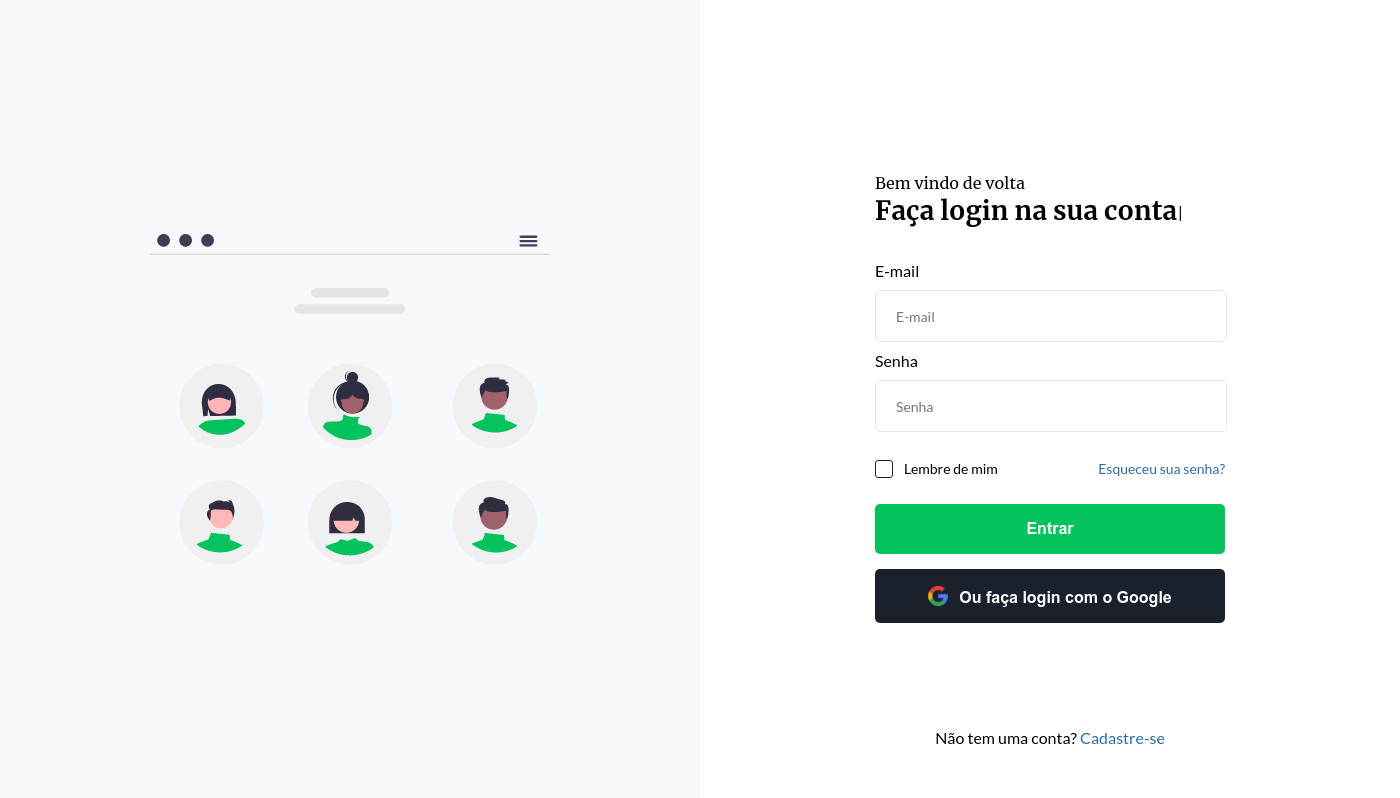 Bem vindo de volta
Faça login na sua conta|
E-mail
E-mail
Senha
Senha
Lembre de mim Esqueceu sua senha?
Entrar
Ou faça login com o Google
Não tem uma conta? Cadastre-se